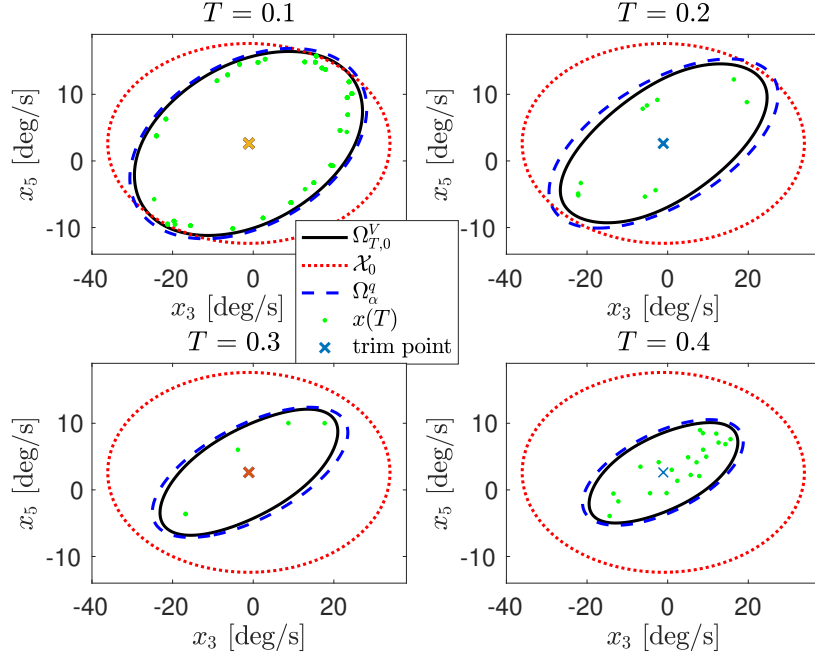 T = 0.1
T = 0.2
x₅ [deg/s]
10
0
-10
-40
-20
0
20
x₃ [deg/s]
x₅ [deg/s]
10
0
-10
-40
-20
0
20
x₃ [deg/s]
Ω^V_{T,0}
𝒳₀
Ω^q_α
x(T)
trim point
T = 0.3
T = 0.4
x₅ [deg/s]
10
0
-10
-40
-20
0
20
x₃ [deg/s]
x₅ [deg/s]
10
0
-10
-40
-20
0
20
x₃ [deg/s]